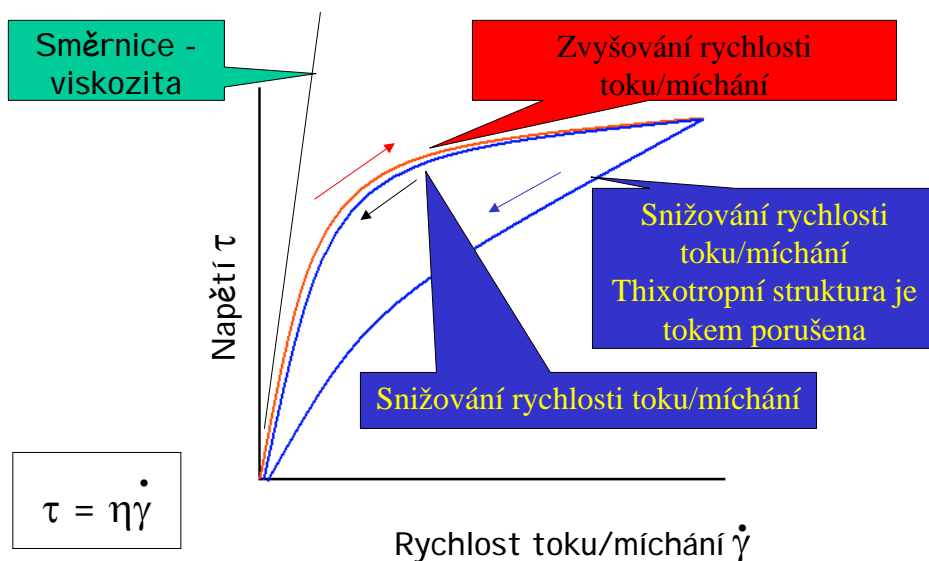 Směrnice -
viskozita
Zvyšování rychlosti
toku/míchání
Napětí τ
Snižování rychlosti
toku/míchání
Thixotropní struktura je
tokem porušena
Snižování rychlosti toku/míchání
τ = ηγ̇
Rychlost toku/míchání γ̇